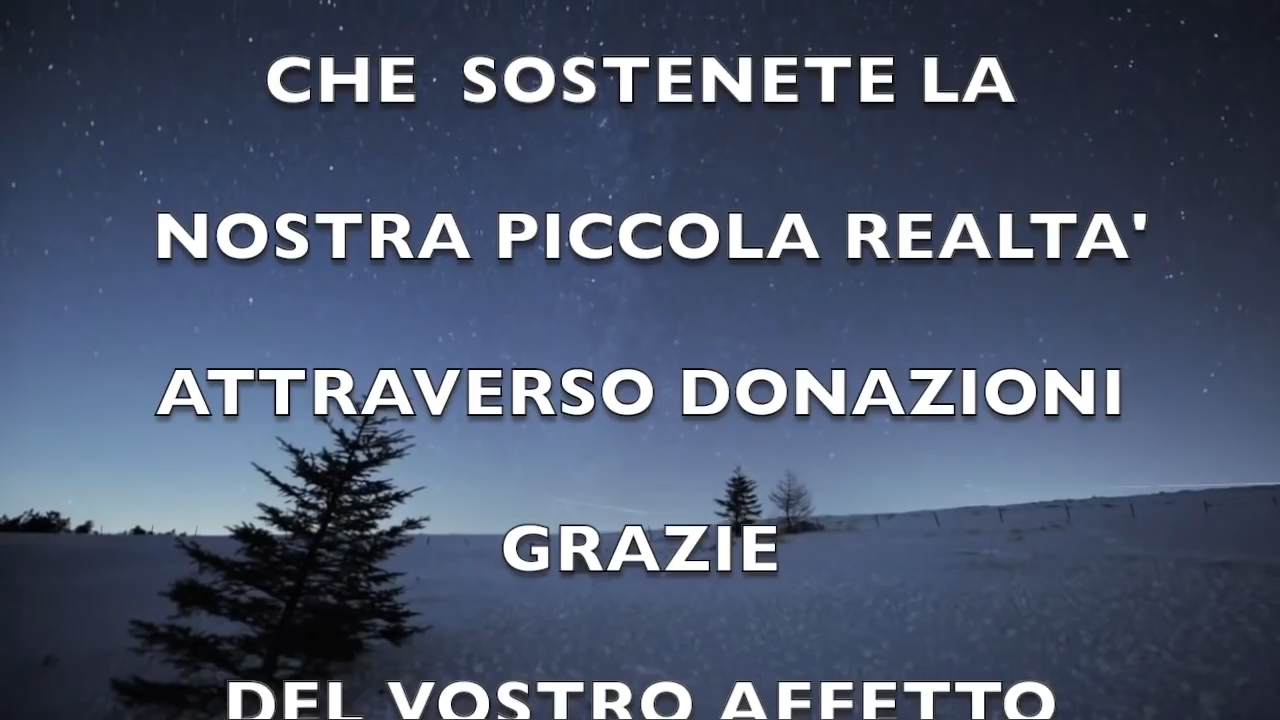 CHE SOSTENETE LA
NOSTRA PICCOLA REALTA'
ATTRAVERSO DONAZIONI
GRAZIE
DEL VOSTRO AFFETTO